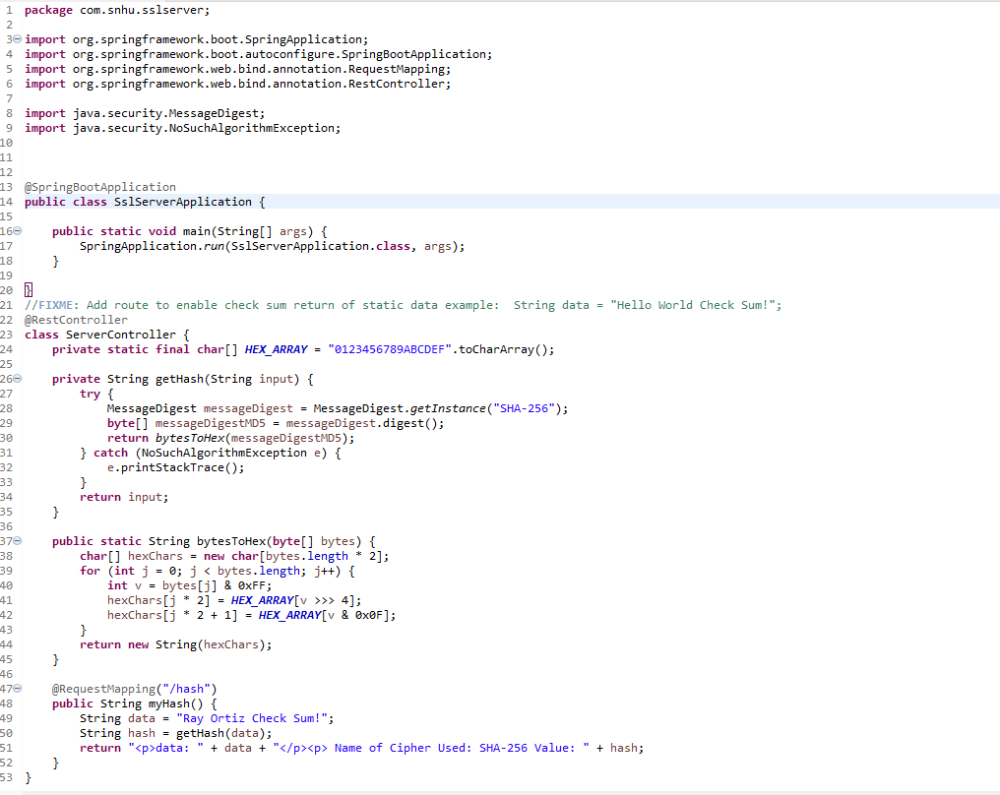 1 package com.snhu.sslserver;
2
3 import org.springframework.boot.SpringApplication;
4 import org.springframework.boot.autoconfigure.SpringBootApplication;
5 import org.springframework.web.bind.annotation.RequestMapping;
6 import org.springframework.web.bind.annotation.RestController;
7
8 import java.security.MessageDigest;
9 import java.security.NoSuchAlgorithmException;
10
11
12
13 @SpringBootApplication
14 public class SslServerApplication {
15
16     public static void main(String[] args) {
17         SpringApplication.run(SslServerApplication.class, args);
18     }
19
20 }
21 //FIXME: Add route to enable check sum return of static data example:  String data = "Hello World Check Sum!";
22 @RestController
23 class ServerController {
24     private static final char[] HEX_ARRAY = "0123456789ABCDEF".toCharArray();
25
26     private String getHash(String input) {
27         try {
28             MessageDigest messageDigest = MessageDigest.getInstance("SHA-256");
29             byte[] messageDigestMD5 = messageDigest.digest();
30             return bytesToHex(messageDigestMD5);
31         } catch (NoSuchAlgorithmException e) {
32             e.printStackTrace();
33         }
34         return input;
35     }
36
37     public static String bytesToHex(byte[] bytes) {
38         char[] hexChars = new char[bytes.length * 2];
39         for (int j = 0; j < bytes.length; j++) {
40             int v = bytes[j] & 0xFF;
41             hexChars[j * 2] = HEX_ARRAY[v >>> 4];
42             hexChars[j * 2 + 1] = HEX_ARRAY[v & 0x0F];
43         }
44         return new String(hexChars);
45     }
46
47     @RequestMapping("/hash")
48     public String myHash() {
49         String data = "Ray Ortiz Check Sum!";
50         String hash = getHash(data);
51         return "<p>data: " + data + "</p><p> Name of Cipher Used: SHA-256 Value: " + hash;
52     }
53 }